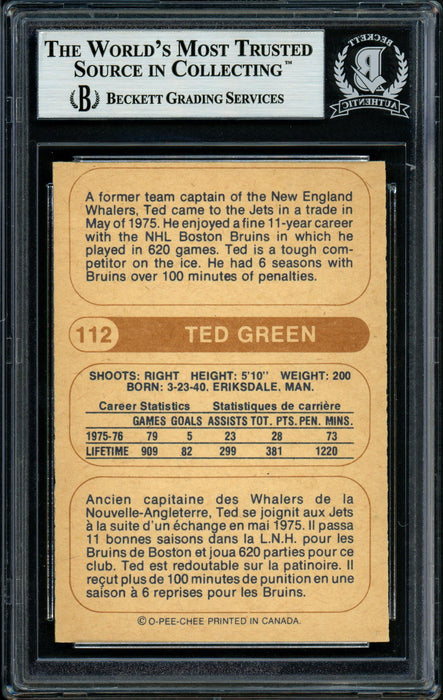 THE WORLD'S MOST TRUSTED
SOURCE IN COLLECTING™
B BECKETT GRADING SERVICES
BECKETT
B
AUTHENTIC
A former team captain of the New England
Whalers, Ted came to the Jets in a trade in
May of 1975. He enjoyed a fine 11-year career
with the NHL Boston Bruins in which he
played in 620 games. Ted is a tough com-
petitor on the ice. He had 6 seasons with
Bruins over 100 minutes of penalties.
112 TED GREEN
SHOOTS: RIGHT HEIGHT: 5'10" WEIGHT: 200
BORN: 3-23-40. ERIKSDALE, MAN.
Career Statistics Statistiques de carrière
GAMES GOALS ASSISTS TOT. PTS. PEN. MINS.
1975-76 79 5 23 28 73
LIFETIME 909 82 299 381 1220
Ancien capitaine des Whalers de la
Nouvelle-Angleterre, Ted se joignit aux Jets
à la suite d'un échange en mai 1975. Il passa
11 bonnes saisons dans la L.N.H. pour les
Bruins de Boston et joua 620 parties pour ce
club. Ted est redoutable sur la patinoire. Il
reçut plus de 100 minutes de punition en une
saison à 6 reprises pour les Bruins.
© O-PEE-CHEE PRINTED IN CANADA.